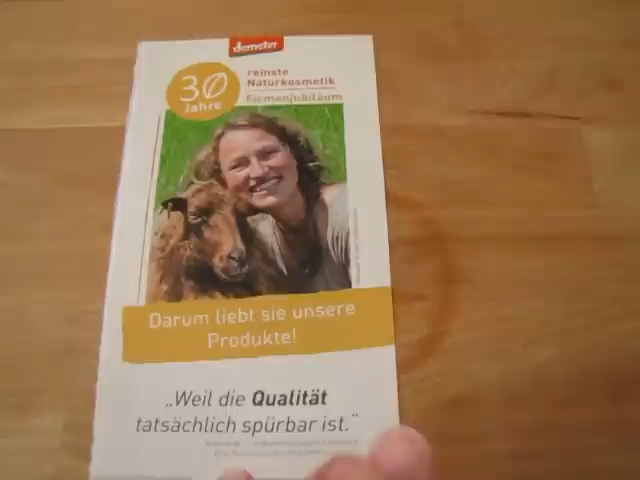 demeter
30
Jahre
reinste
Naturkosmetik
Firmenjubiläum
Darum liebt sie unsere
Produkte!
„Weil die Qualität
tatsächlich spürbar ist.“